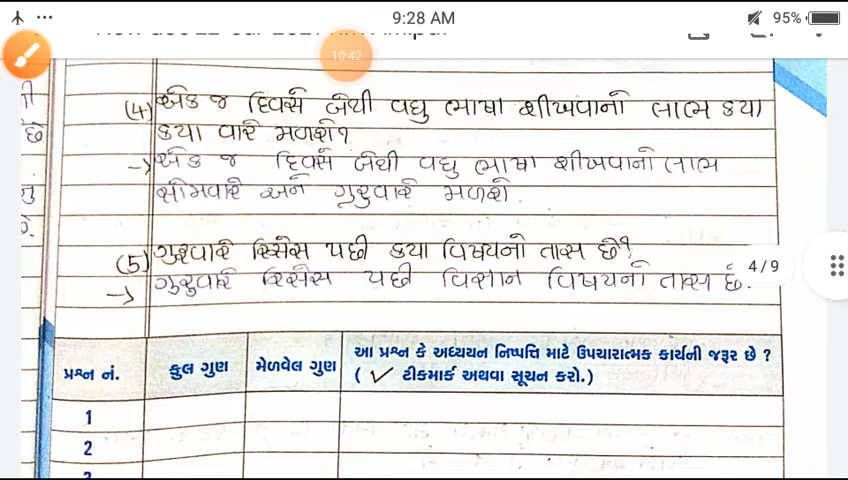 9:28 AM
95%
10:42
(4) એક જ દિવસે બેથી વધુ ભાષા શીખવાનો લાભ કયા
કયા વારે મળશે?
→ એક જ દિવસે બેથી વધુ ભાષા શીખવાનો લાભ
સોમવારે અને ગુરુવારે મળશે.
(5) ગુરુવારે રિસેસ પછી કયા વિષયનો તાસ છે?
→ ગુરુવારે રિસેસ પછી વિજ્ઞાન વિષયનો તાસ છે.
4/9
પ્રશ્ન નં. કુલ ગુણ મેળવેલ ગુણ આ પ્રશ્ન કે અધ્યયન નિષ્પત્તિ માટે ઉપચારાત્મક કાર્યની જરૂર છે ?
( ✓ ટીકમાર્ક અથવા સૂચન કરો.)
1
2